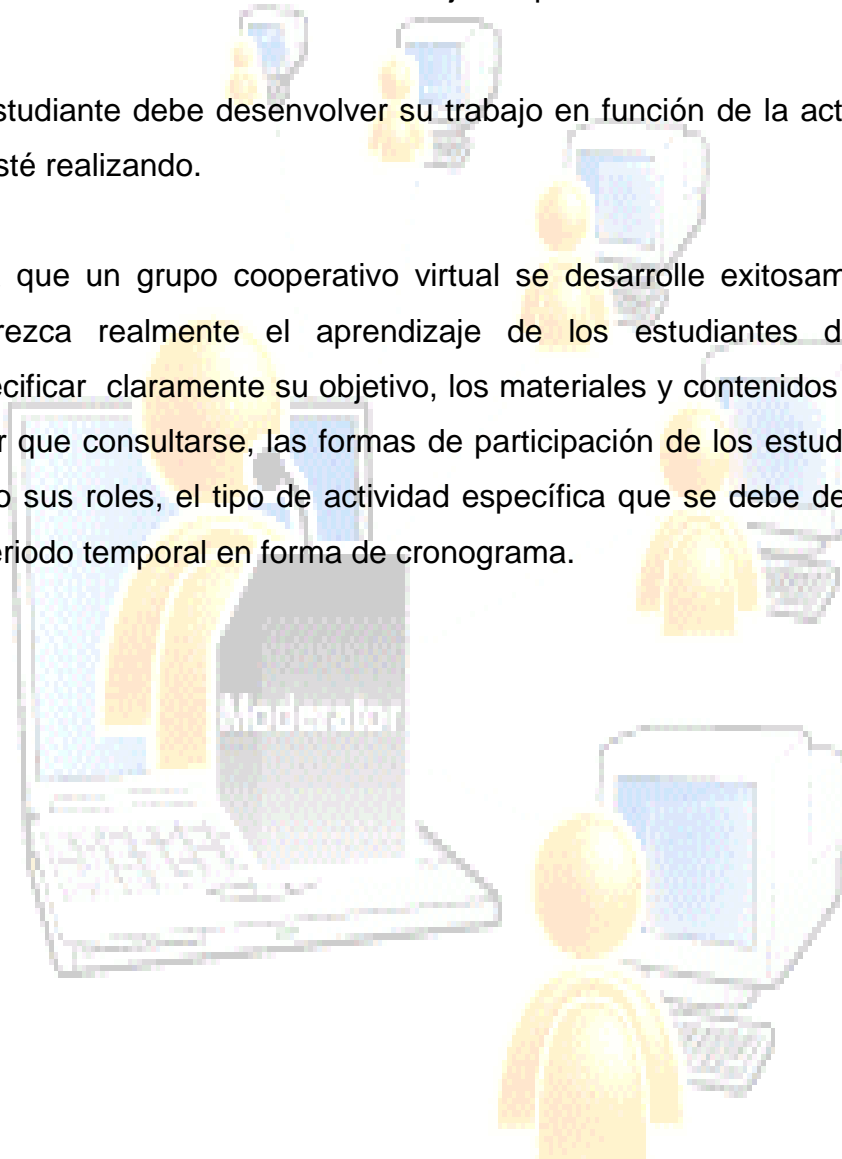 studiante debe desenvolver su trabajo en función de la act
sté realizando.
que un grupo cooperativo virtual se desarrolle exitosam
rezca realmente el aprendizaje de los estudiantes d
ecificar claramente su objetivo, los materiales y contenidos
r que consultarse, las formas de participación de los estud
o sus roles, el tipo de actividad específica que se debe de
eriodo temporal en forma de cronograma.
Moderator